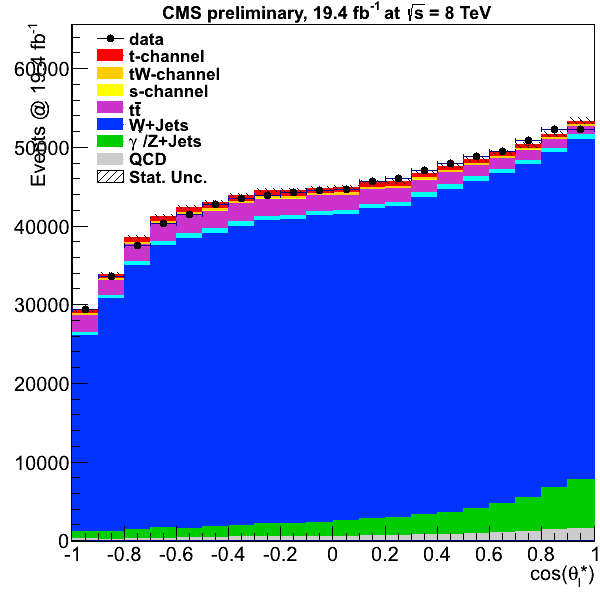 CMS preliminary, 19.4 fb⁻¹ at √s = 8 TeV
Events @ 19.4 fb⁻¹
data
t-channel
tW-channel
s-channel
tt̄
W+Jets
γ /Z+Jets
QCD
Stat. Unc.
60000
50000
40000
30000
20000
10000
0
-1 -0.8 -0.6 -0.4 -0.2 0 0.2 0.4 0.6 0.8 1
cos(θₗ*)